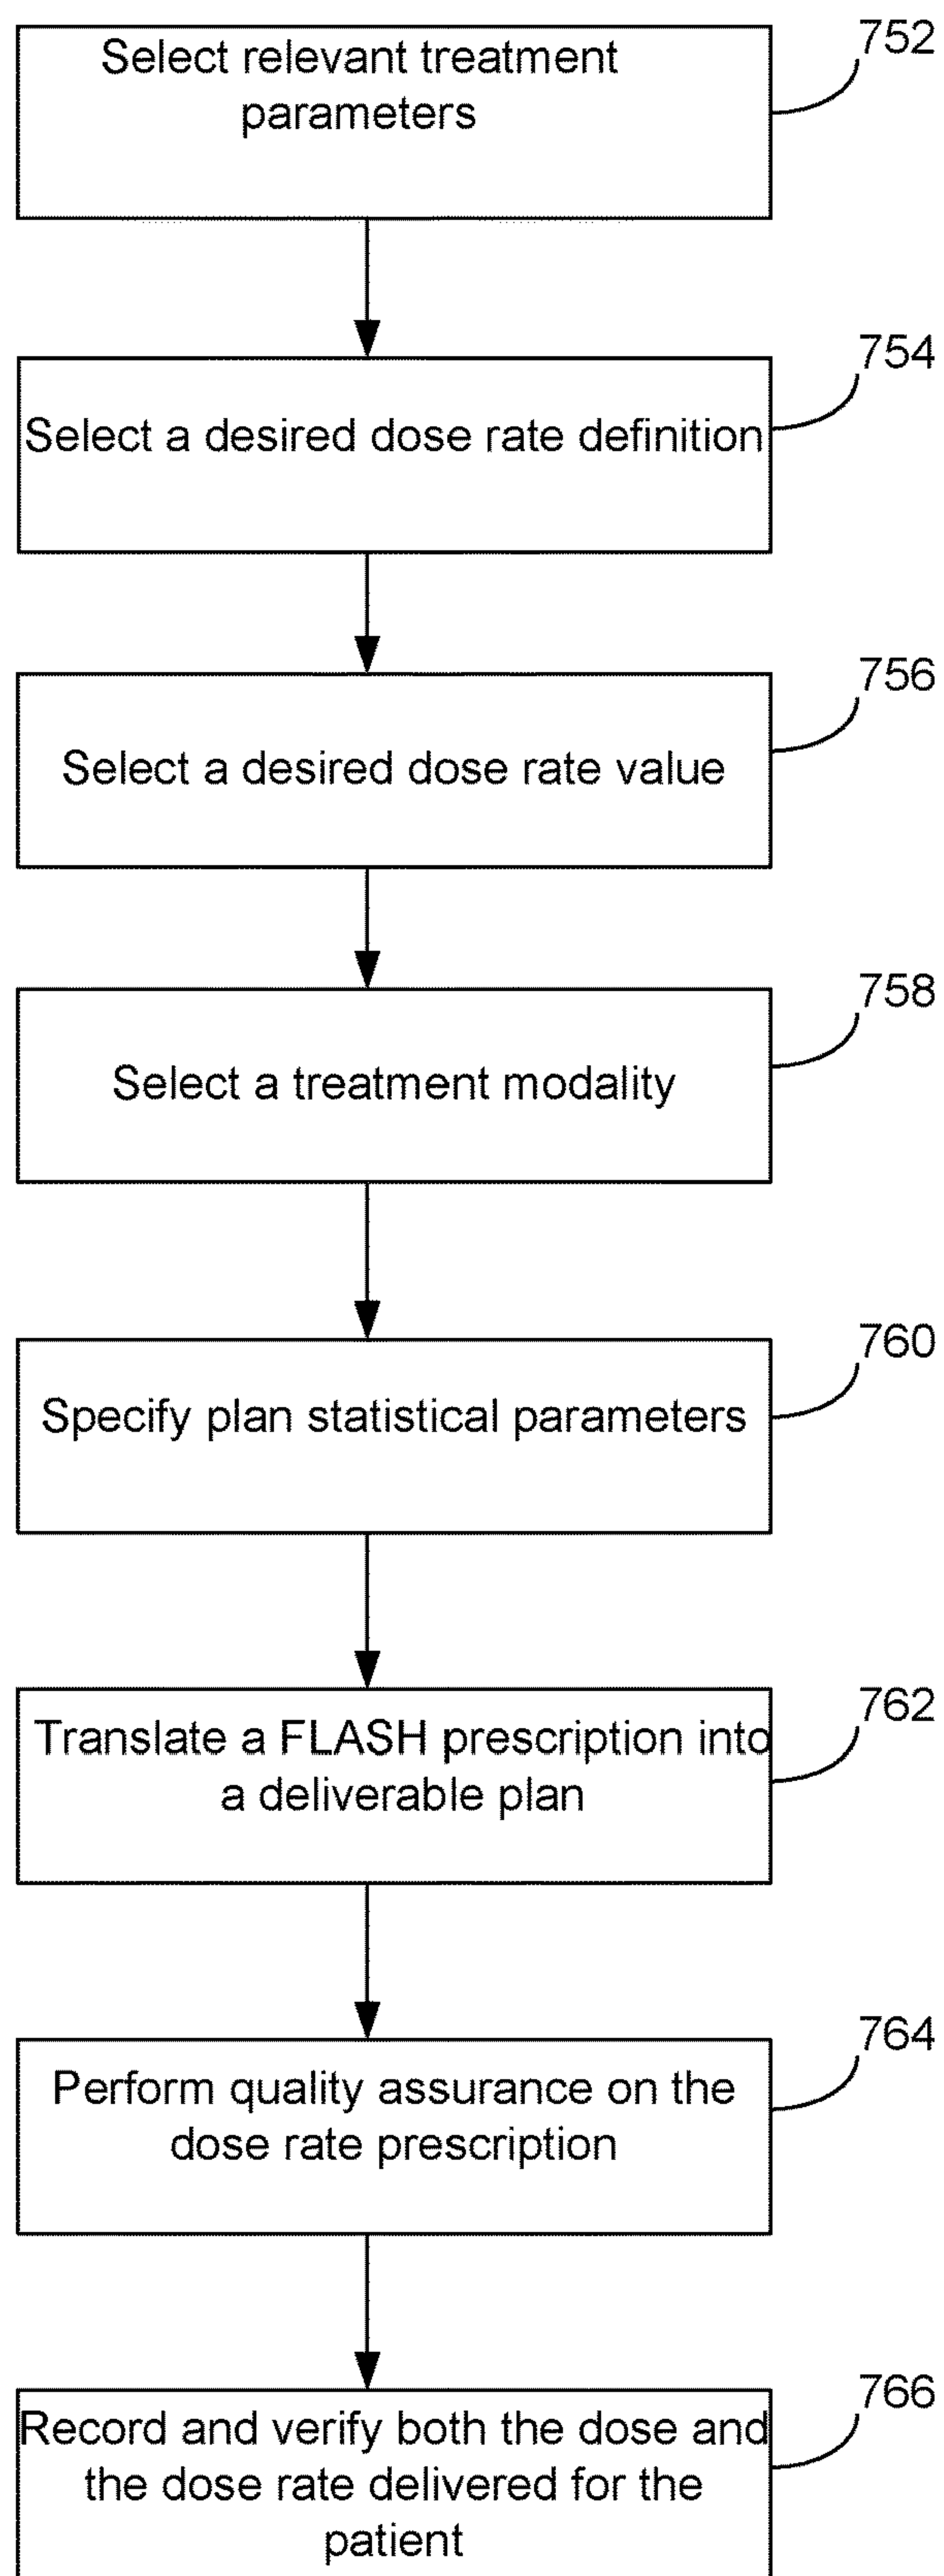 752
Select relevant treatment
parameters
754
Select a desired dose rate definition
756
Select a desired dose rate value
758
Select a treatment modality
760
Specify plan statistical parameters
762
Translate a FLASH prescription into
a deliverable plan
764
Perform quality assurance on the
dose rate prescription
766
Record and verify both the dose and
the dose rate delivered for the
patient